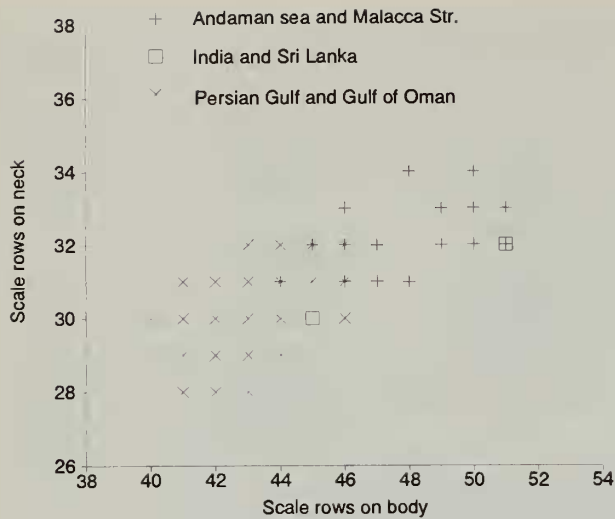 38
+ Andaman sea and Malacca Str.
India and Sri Lanka
Persian Gulf and Gulf of Oman
36
34
32
30
28
26
Scale rows on neck
38 40 42 44 46 48 50 52 54
Scale rows on body